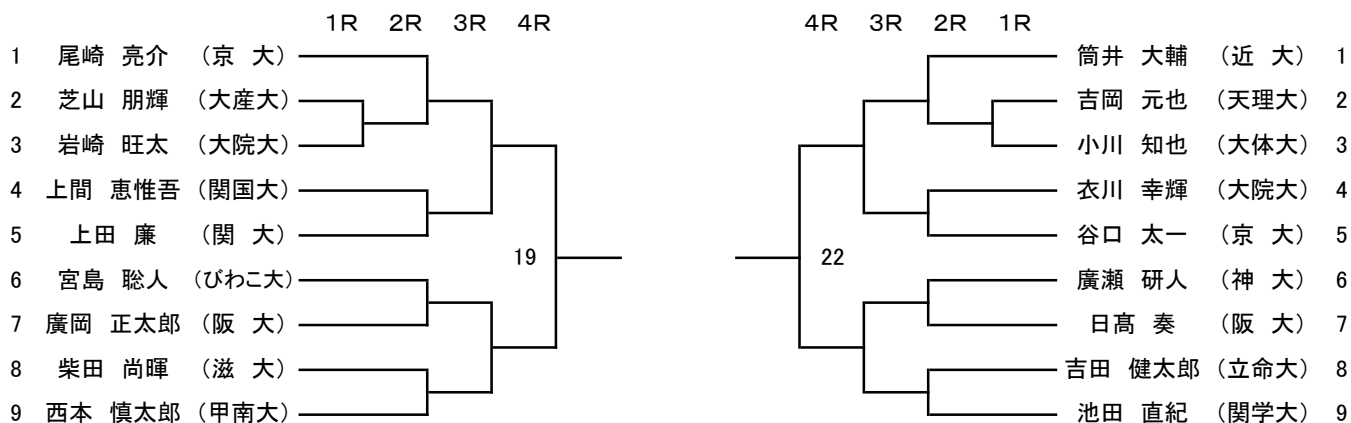 1R 2R 3R 4R 4R 3R 2R 1R
1 尾崎 亮介 (京 大) 筒井 大輔 (近 大) 1
2 芝山 朋輝 (大産大) 吉岡 元也 (天理大) 2
3 岩崎 旺太 (大院大) 小川 知也 (大体大) 3
4 上間 恵惟吾 (関国大) 衣川 幸輝 (大院大) 4
5 上田 廉 (関 大) 谷口 太一 (京 大) 5
19 22
6 宮島 聡人 (びわこ大) 廣瀬 研人 (神 大) 6
7 廣岡 正太郎 (阪 大) 日髙 奏 (阪 大) 7
8 柴田 尚暉 (滋 大) 吉田 健太郎 (立命大) 8
9 西本 慎太郎 (甲南大) 池田 直紀 (関学大) 9